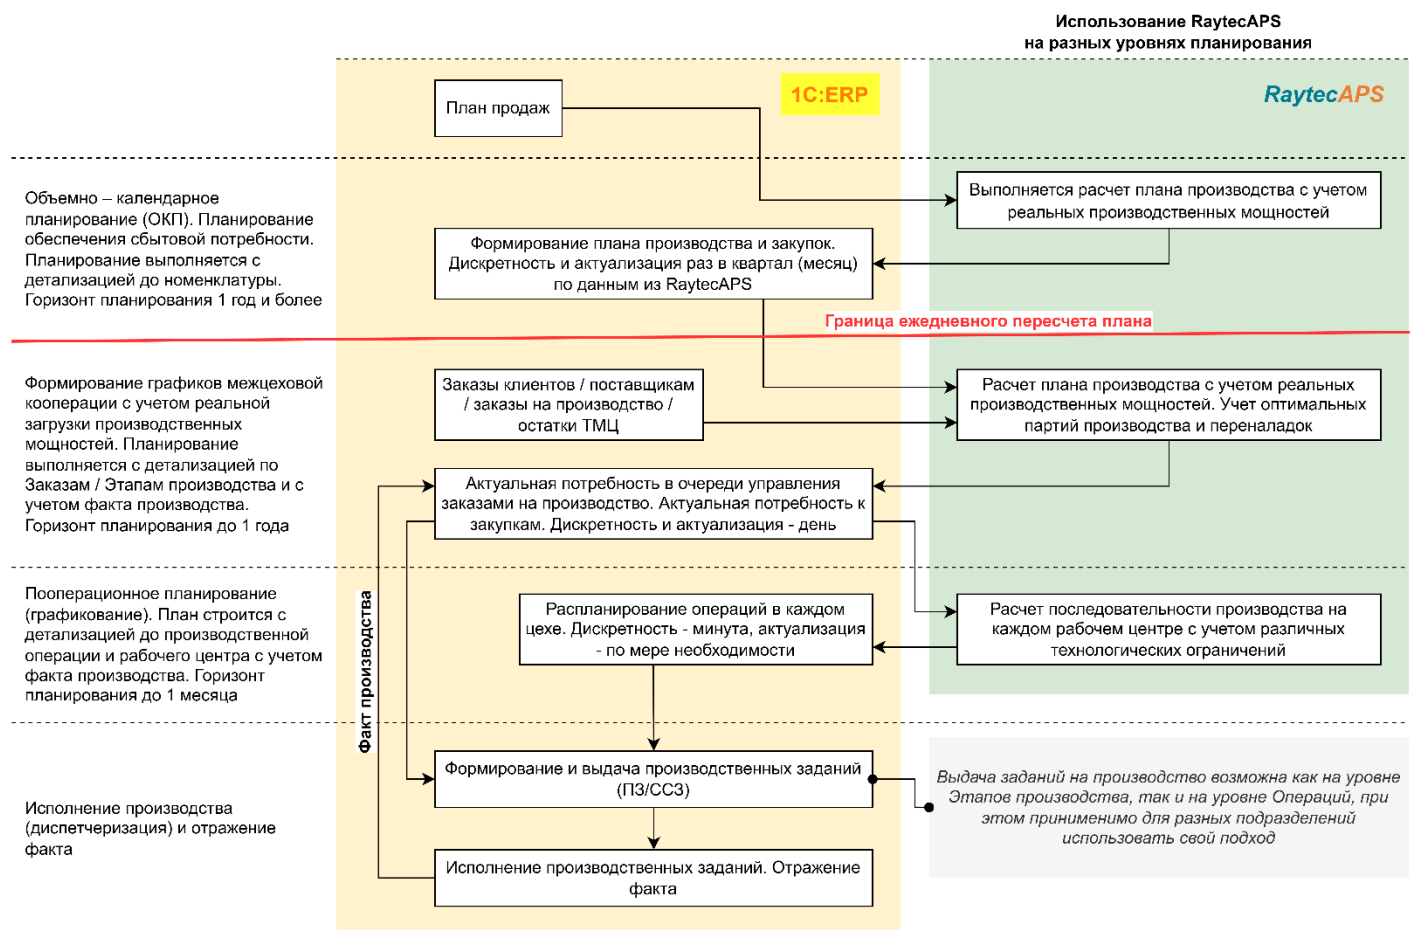 Использование RaytecAPS
на разных уровнях планирования
1С:ERP
RaytecAPS
План продаж
Объемно – календарное
планирование (ОКП). Планирование
обеспечения сбытовой потребности.
Планирование выполняется с
детализацией до номенклатуры.
Горизонт планирования 1 год и более
Выполняется расчет плана производства с учетом
реальных производственных мощностей
Формирование плана производства и закупок.
Дискретность и актуализация раз в квартал (месяц)
по данным из RaytecAPS
Граница ежедневного пересчета плана
Формирование графиков межцеховой
кооперации с учетом реальной
загрузки производственных
мощностей. Планирование
выполняется с детализацией по
Заказам / Этапам производства и с
учетом факта производства.
Горизонт планирования до 1 года
Заказы клиентов / поставщикам
/ заказы на производство /
остатки ТМЦ
Расчет плана производства с учетом реальных
производственных мощностей. Учет оптимальных
партий производства и переналадок
Актуальная потребность в очереди управления
заказами на производство. Актуальная потребность к
закупкам. Дискретность и актуализация - день
Пооперационное планирование
(графикование). План строится с
детализацией до производственной
операции и рабочего центра с учетом
факта производства. Горизонт
планирования до 1 месяца
Факт производства
Распланирование операций в каждом
цехе. Дискретность - минута, актуализация
- по мере необходимости
Расчет последовательности производства на
каждом рабочем центре с учетом различных
технологических ограничений
Исполнение производства
(диспетчеризация) и отражение
факта
Формирование и выдача производственных заданий
(ПЗ/ССЗ)
Выдача заданий на производство возможна как на уровне
Этапов производства, так и на уровне Операций, при
этом принименимо для разных подразделений
использовать свой подход
Исполнение производственных заданий. Отражение
факта